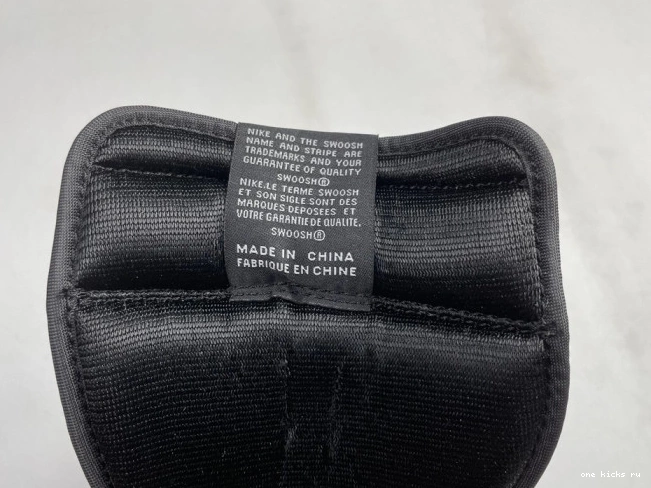 NIKE AND THE SWOOSH
NAME AND STRIPE ARE
TRADEMARKS AND YOUR
GUARANTEE OF QUALITY
SWOOSH®
NIKE.LE TERME SWOOSH
ET SON SIGLE SONT DES
MARQUES DEPOSEES ET
VOTRE GARANTIE DE QUALITE.
SWOOSH®
MADE IN CHINA
FABRIQUE EN CHINE
one kicks ru